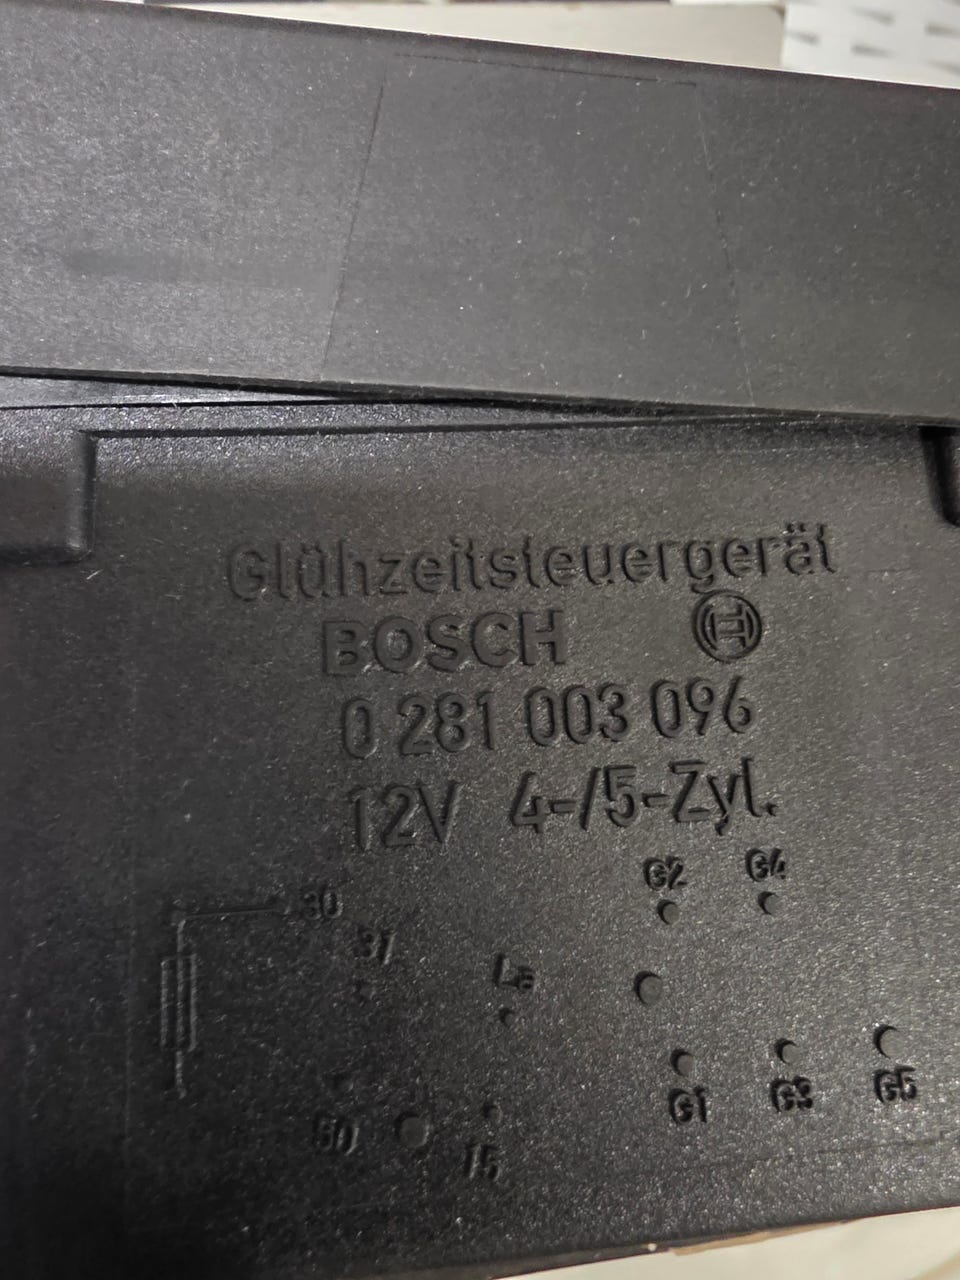 Glühzeitsteuergerät
BOSCH
0 281 003 096
12V 4-/5-Zyl.
G2 G4
30
31
La
G1 G3 G5
50
15